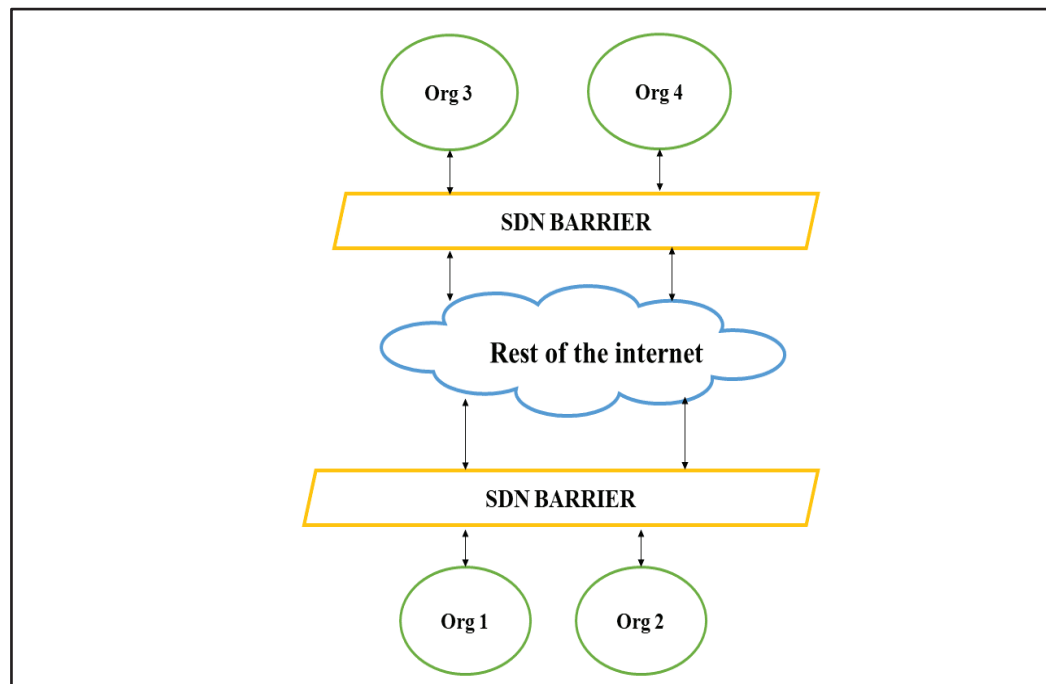 Org 3
Org 4
SDN BARRIER
Rest of the internet
SDN BARRIER
Org 1
Org 2